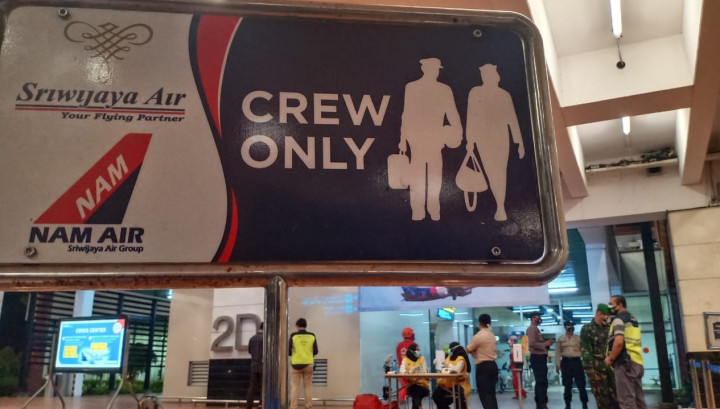 Sriwijaya Air
Your Flying Partner
NAM
NAM AIR
Sriwijaya Air Group
CREW
ONLY
2D
CRISIS CENTER